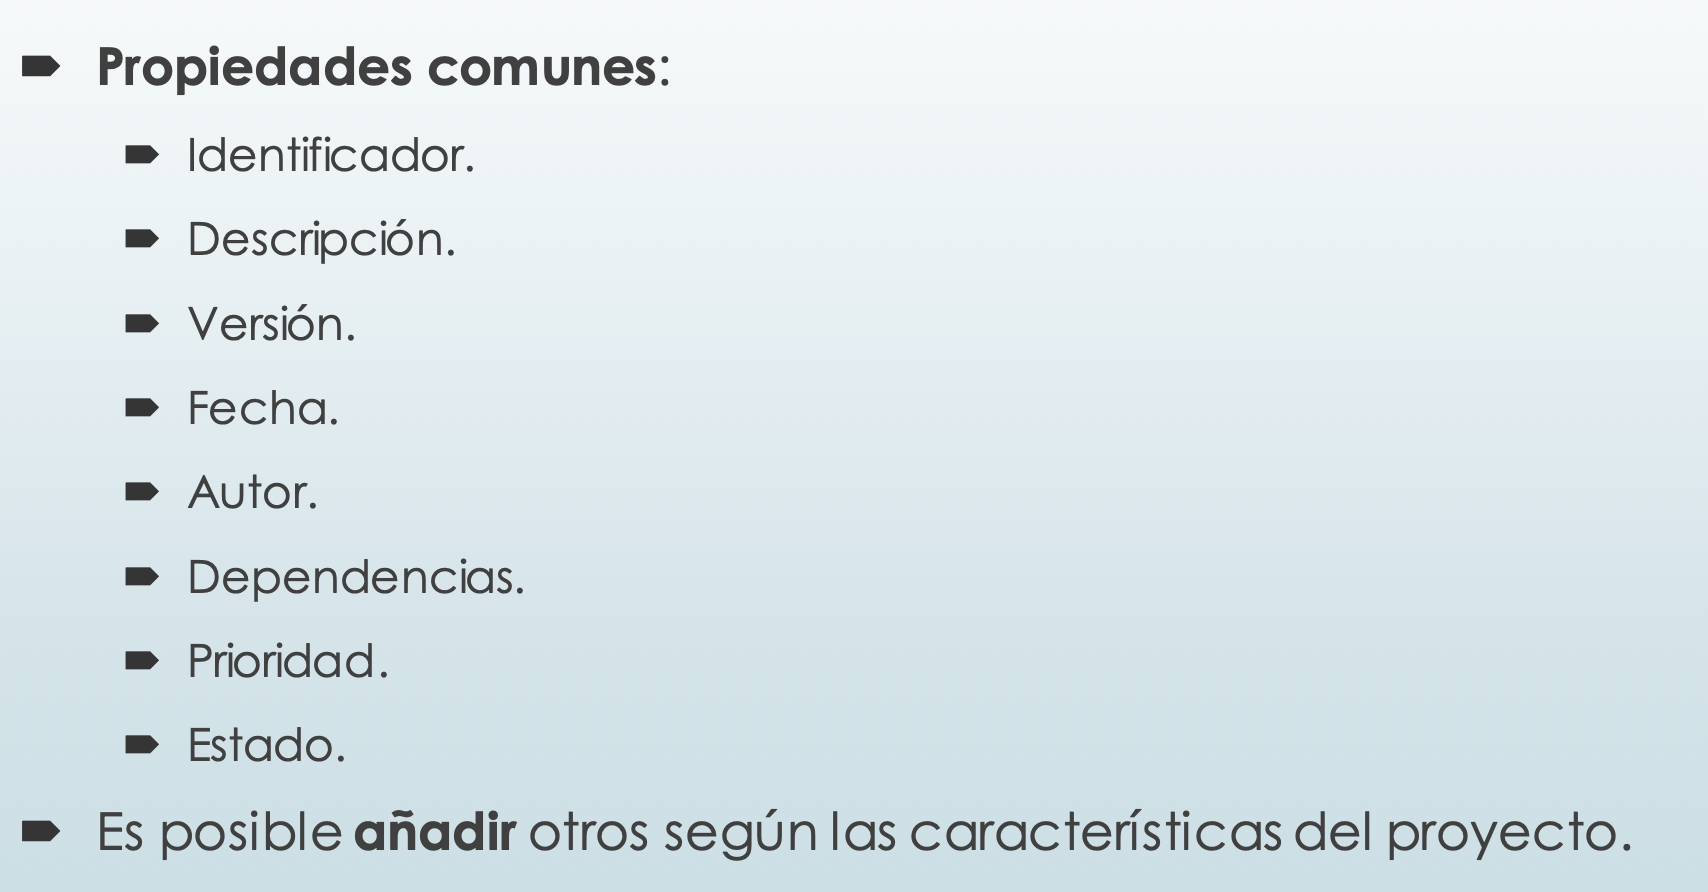 Propiedades comunes:
Identificador.
Descripción.
Versión.
Fecha.
Autor.
Dependencias.
Prioridad.
Estado.
Es posible añadir otros según las características del proyecto.